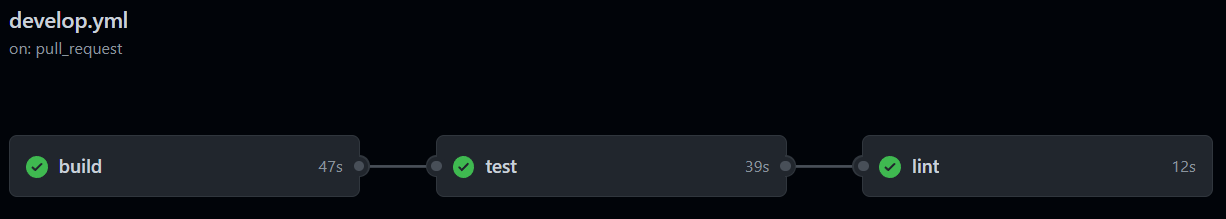 develop.yml
on: pull_request
build 47s
test 39s
lint 12s